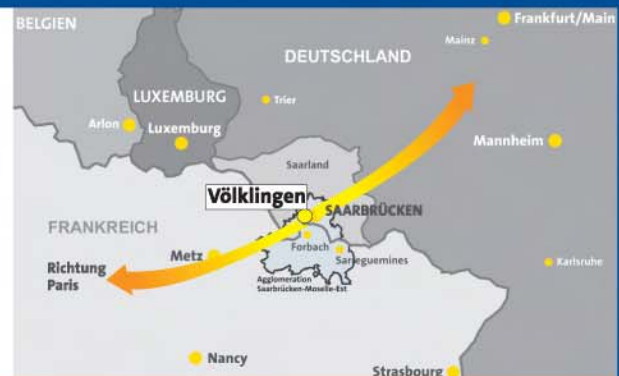 BELGIEN
Frankfurt/Main
Mainz
DEUTSCHLAND
LUXEMBURG
Trier
Arlon
Luxemburg
Mannheim
Saarland
Völklingen
SAARBRÜCKEN
FRANKREICH
Forbach
Metz
Sarreguemines
Richtung
Paris
Karlsruhe
Agglomeration
Saarbrücken-Moselle-Est
Nancy
Strasbourg